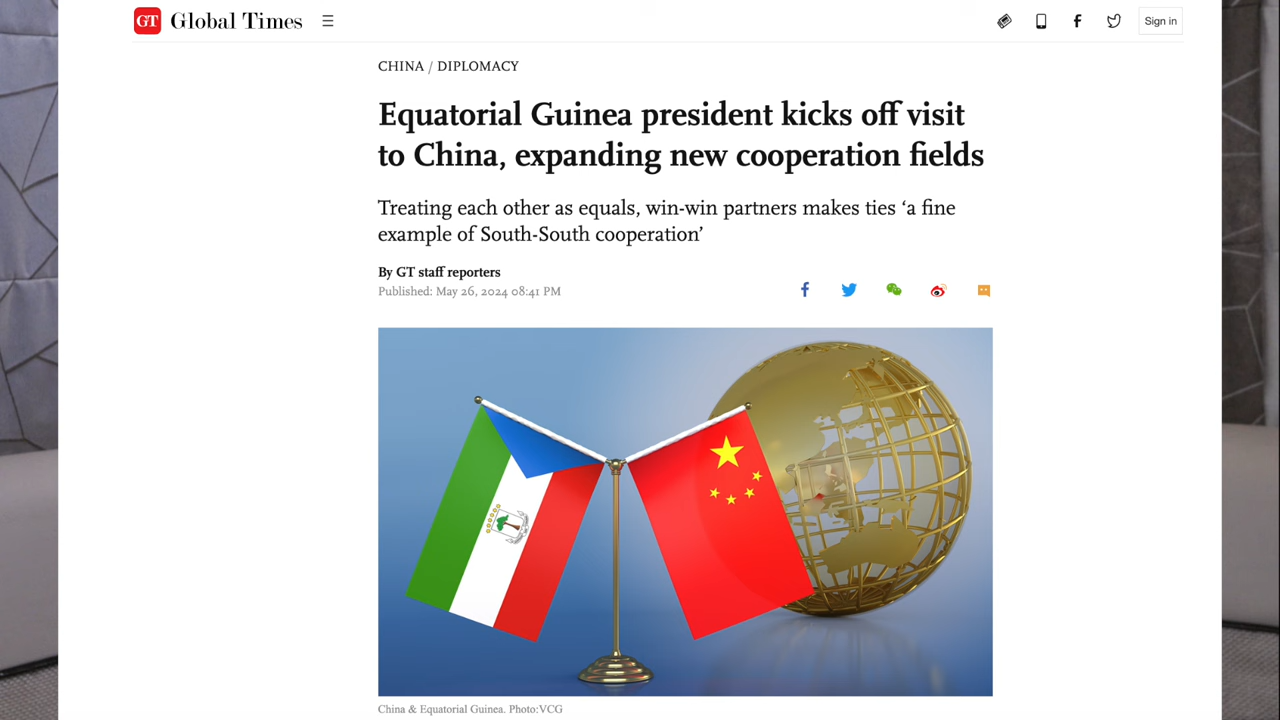 GT Global Times
Sign in
CHINA / DIPLOMACY
Equatorial Guinea president kicks off visit
to China, expanding new cooperation fields
Treating each other as equals, win-win partners makes ties ‘a fine
example of South-South cooperation’
By GT staff reporters
Published: May 26, 2024 08:41 PM
China & Equatorial Guinea. Photo:VCG